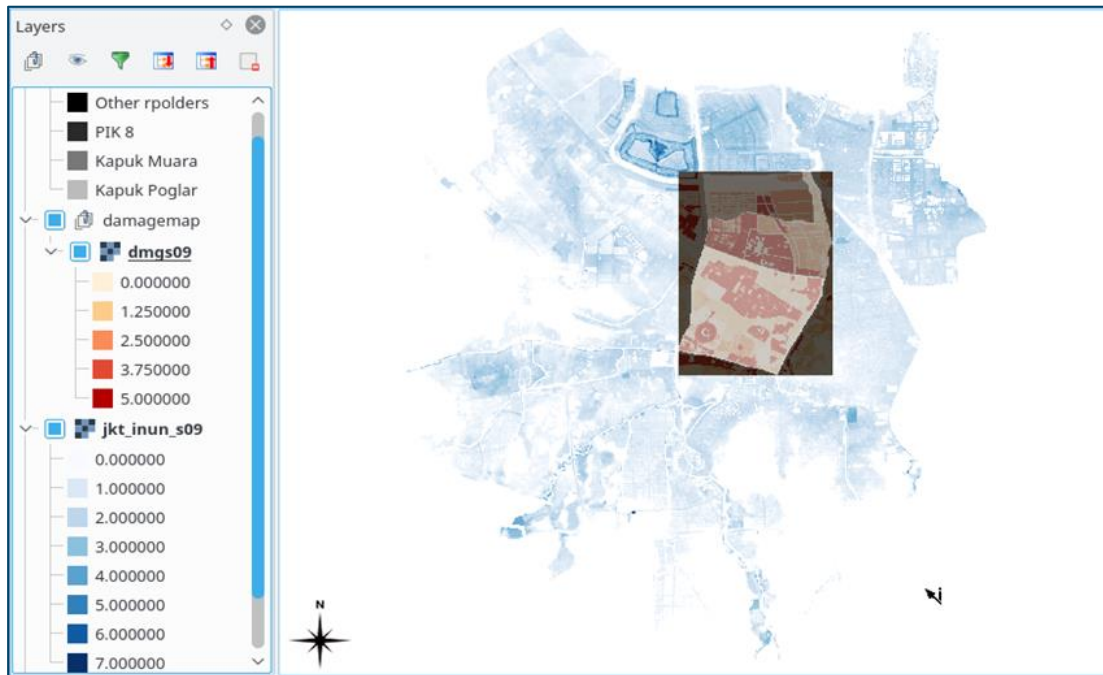 Layers
Other rpolders
PIK 8
Kapuk Muara
Kapuk Poglar
damagemap
dmgs09
0.000000
1.250000
2.500000
3.750000
5.000000
jkt_inun_s09
0.000000
1.000000
2.000000
3.000000
4.000000
5.000000
6.000000
7.000000
N